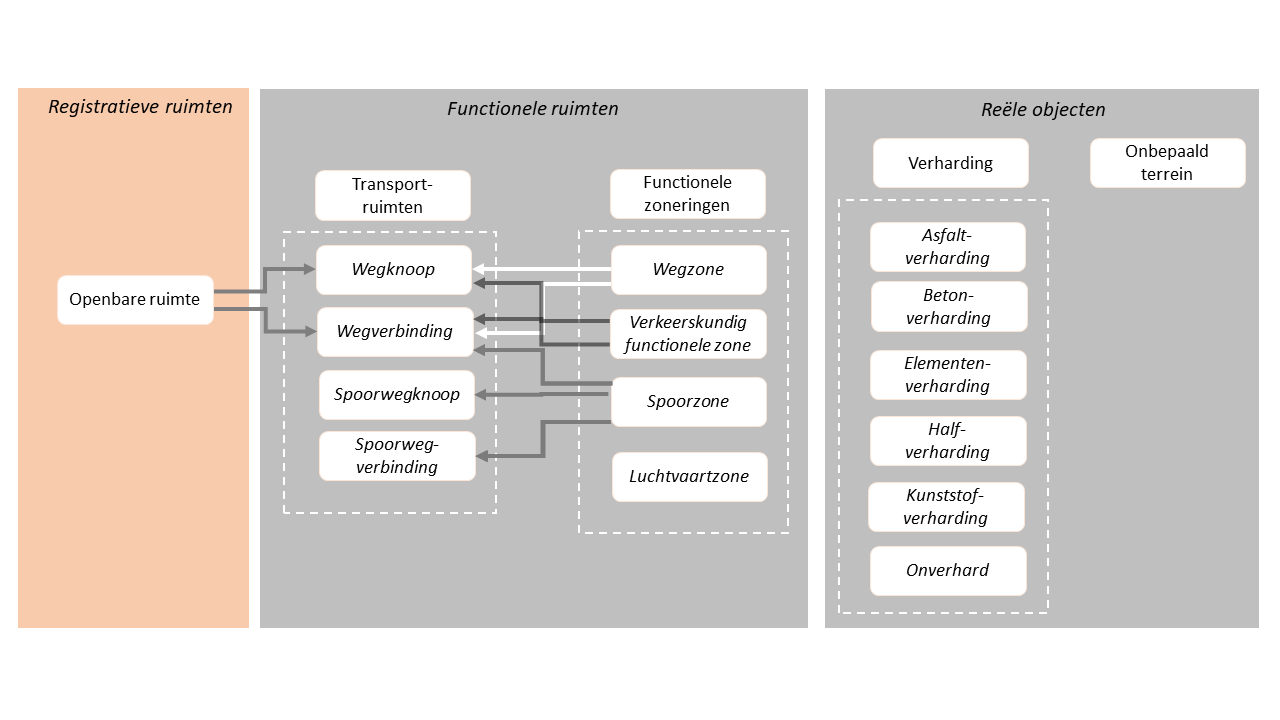 Registratieve ruimten
Openbare ruimte
Functionele ruimten
Transport-
ruimten
Wegknoop
Wegverbinding
Spoorwegknoop
Spoorweg-
verbinding
Functionele
zoneringen
Wegzone
Verkeerskundig
functionele zone
Spoorzone
Luchtvaartzone
Reële objecten
Verharding
Asfalt-
verharding
Beton-
verharding
Elementen-
verharding
Half-
verharding
Kunststof-
verharding
Onverhard
Onbepaald
terrein